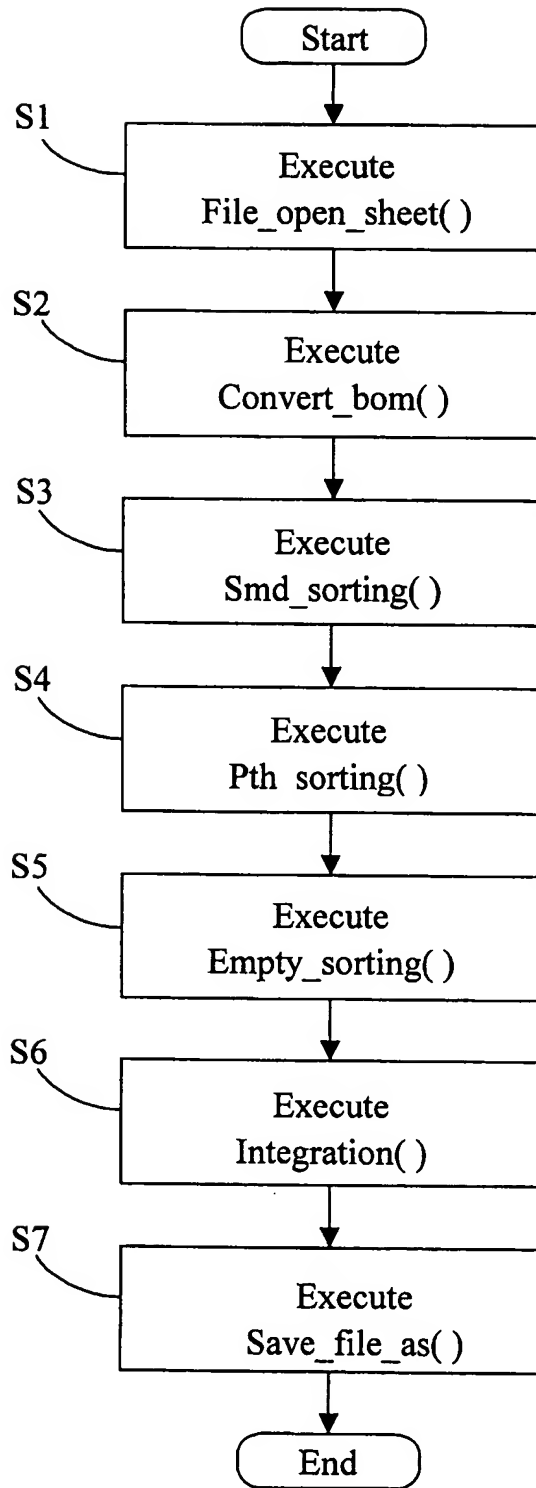 Start
S1
Execute
File_open_sheet( )
S2
Execute
Convert_bom( )
S3
Execute
Smd_sorting( )
S4
Execute
Pth sorting( )
S5
Execute
Empty_sorting( )
S6
Execute
Integration( )
S7
Execute
Save_file_as( )
End